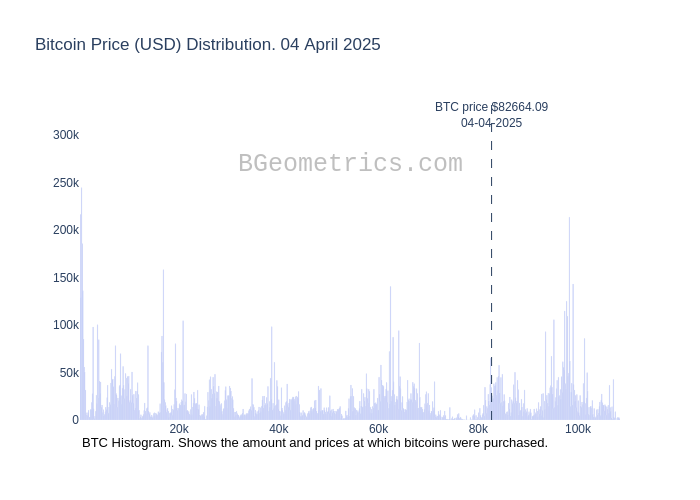 Bitcoin Price (USD) Distribution. 04 April 2025
BTC price $82664.09
04-04-2025
BGeometrics.com
300k
250k
200k
150k
100k
50k
0
20k
40k
60k
80k
100k
BTC Histogram. Shows the amount and prices at which bitcoins were purchased.